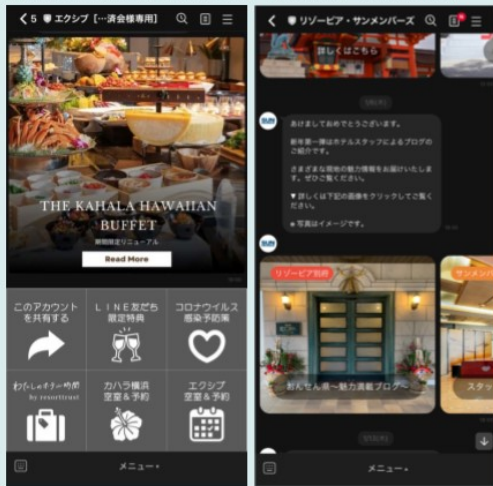 5 エクシブ […済会様専用]
THE KAHALA HAWAIIAN
BUFFET
期間限定リニューアル
Read More
このアカウント
を共有する
LINE友だち
限定特典
コロナウイルス
感染予防策
わたしのホテル時間
by resorttrust
カハラ横浜
空室&予約
エクシブ
空室&予約
メニュー▾
リゾーピア・サンメンバーズ
詳しくはこちら
あけましておめでとうございます。
新年第一弾はホテルスタッフによるブログの
ご紹介です。
さまざまな現地の魅力情報をお届けいたしま
す。ぜひご覧ください。
▼詳しくは下記の画像をクリックしてご覧く
ださい。
※写真はイメージです。
SUN
リゾーピア別府
サンメンバ
おんせん県~魅力満載ブログ~
スタッ
メニュー▴